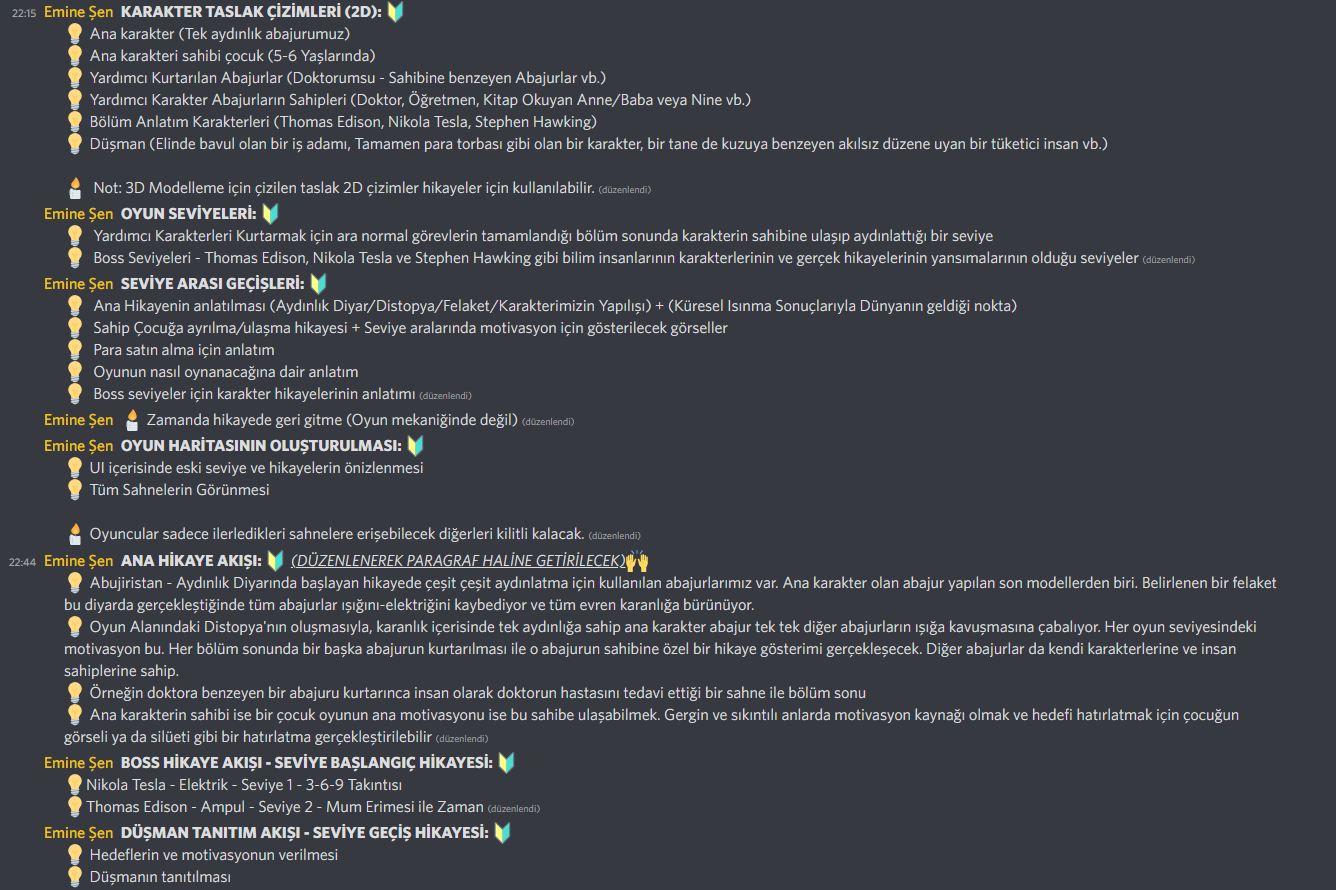 22:15 Emine Şen KARAKTER TASLAK ÇİZİMLERİ (2D):
Ana karakter (Tek aydınlık abajurumuz)
Ana karakteri sahibi çocuk (5-6 Yaşlarında)
Yardımcı Kurtarılan Abajurlar (Doktorumsu - Sahibine benzeyen Abajurlar vb.)
Yardımcı Karakter Abajurların Sahipleri (Doktor, Öğretmen, Kitap Okuyan Anne/Baba veya Nine vb.)
Bölüm Anlatım Karakterleri (Thomas Edison, Nikola Tesla, Stephen Hawking)
Düşman (Elinde bavul olan bir iş adamı, Tamamen para torbası gibi olan bir karakter, bir tane de kuzuya benzeyen akılsız düzene uyan bir tüketici insan vb.)
Not: 3D Modelleme için çizilen taslak 2D çizimler hikayeler için kullanılabilir. (düzenlendi)
Emine Şen OYUN SEVİYELERİ:
Yardımcı Karakterleri Kurtarmak için ara normal görevlerin tamamlandığı bölüm sonunda karakterin sahibine ulaşıp aydınlattığı bir seviye
Boss Seviyeleri - Thomas Edison, Nikola Tesla ve Stephen Hawking gibi bilim insanlarının karakterlerinin ve gerçek hikayelerinin yansımalarının olduğu seviyeler (düzenlendi)
Emine Şen SEVİYE ARASI GEÇİŞLERİ:
Ana Hikayenin anlatılması (Aydınlık Diyar/Distopya/Felaket/Karakterimizin Yapılışı) + (Küresel Isınma Sonuçlarıyla Dünyanın geldiği nokta)
Sahip Çocuğa ayrılma/ulaşma hikayesi + Seviye aralarında motivasyon için gösterilecek görseller
Para satın alma için anlatım
Oyunun nasıl oynanacağına dair anlatım
Boss seviyeler için karakter hikayelerinin anlatımı (düzenlendi)
Emine Şen Zamanda hikayede geri gitme (Oyun mekaniğinde değil) (düzenlendi)
Emine Şen OYUN HARİTASININ OLUŞTURULMASI:
UI içerisinde eski seviye ve hikayelerin önizlenmesi
Tüm Sahnelerin Görünmesi
Oyuncular sadece ilerledikleri sahnelere erişebilecek diğerleri kilitli kalacak. (düzenlendi)
22:44 Emine Şen ANA HİKAYE AKIŞI: (DÜZENLENEREK PARAGRAF HALİNE GETİRİLECEK)
Abujiristan - Aydınlık Diyarında başlayan hikayede çeşit çeşit aydınlatma için kullanılan abajurlarımız var. Ana karakter olan abajur yapılan son modellerden biri. Belirlenen bir felaket
bu diyarda gerçekleştiğinde tüm abajurlar ışığını-elektriğini kaybediyor ve tüm evren karanlığa bürünüyor.
Oyun Alanındaki Distopya'nın oluşmasıyla, karanlık içerisinde tek aydınlığa sahip ana karakter abajur tek tek diğer abajurların ışığa kavuşmasına çabalıyor. Her oyun seviyesindeki
motivasyon bu. Her bölüm sonunda bir başka abajurun kurtarılması ile o abajurun sahibine özel bir hikaye gösterimi gerçekleşecek. Diğer abajurlar da kendi karakterlerine ve insan
sahiplerine sahip.
Örneğin doktora benzeyen bir abajuru kurtarınca insan olarak doktorun hastasını tedavi ettiği bir sahne ile bölüm sonu
Ana karakterin sahibi ise bir çocuk oyunun ana motivasyonu ise bu sahibe ulaşabilmek. Gergin ve sıkıntılı anlarda motivasyon kaynağı olmak ve hedefi hatırlatmak için çocuğun
görseli ya da silüeti gibi bir hatırlatma gerçekleştirilebilir (düzenlendi)
Emine Şen BOSS HİKAYE AKIŞI - SEVİYE BAŞLANGIÇ HİKAYESİ:
Nikola Tesla - Elektrik - Seviye 1 - 3-6-9 Takıntısı
Thomas Edison - Ampul - Seviye 2 - Mum Erimesi ile Zaman (düzenlendi)
Emine Şen DÜŞMAN TANITIM AKIŞI - SEVİYE GEÇİŞ HİKAYESİ:
Hedeflerin ve motivasyonun verilmesi
Düşmanın tanıtılması